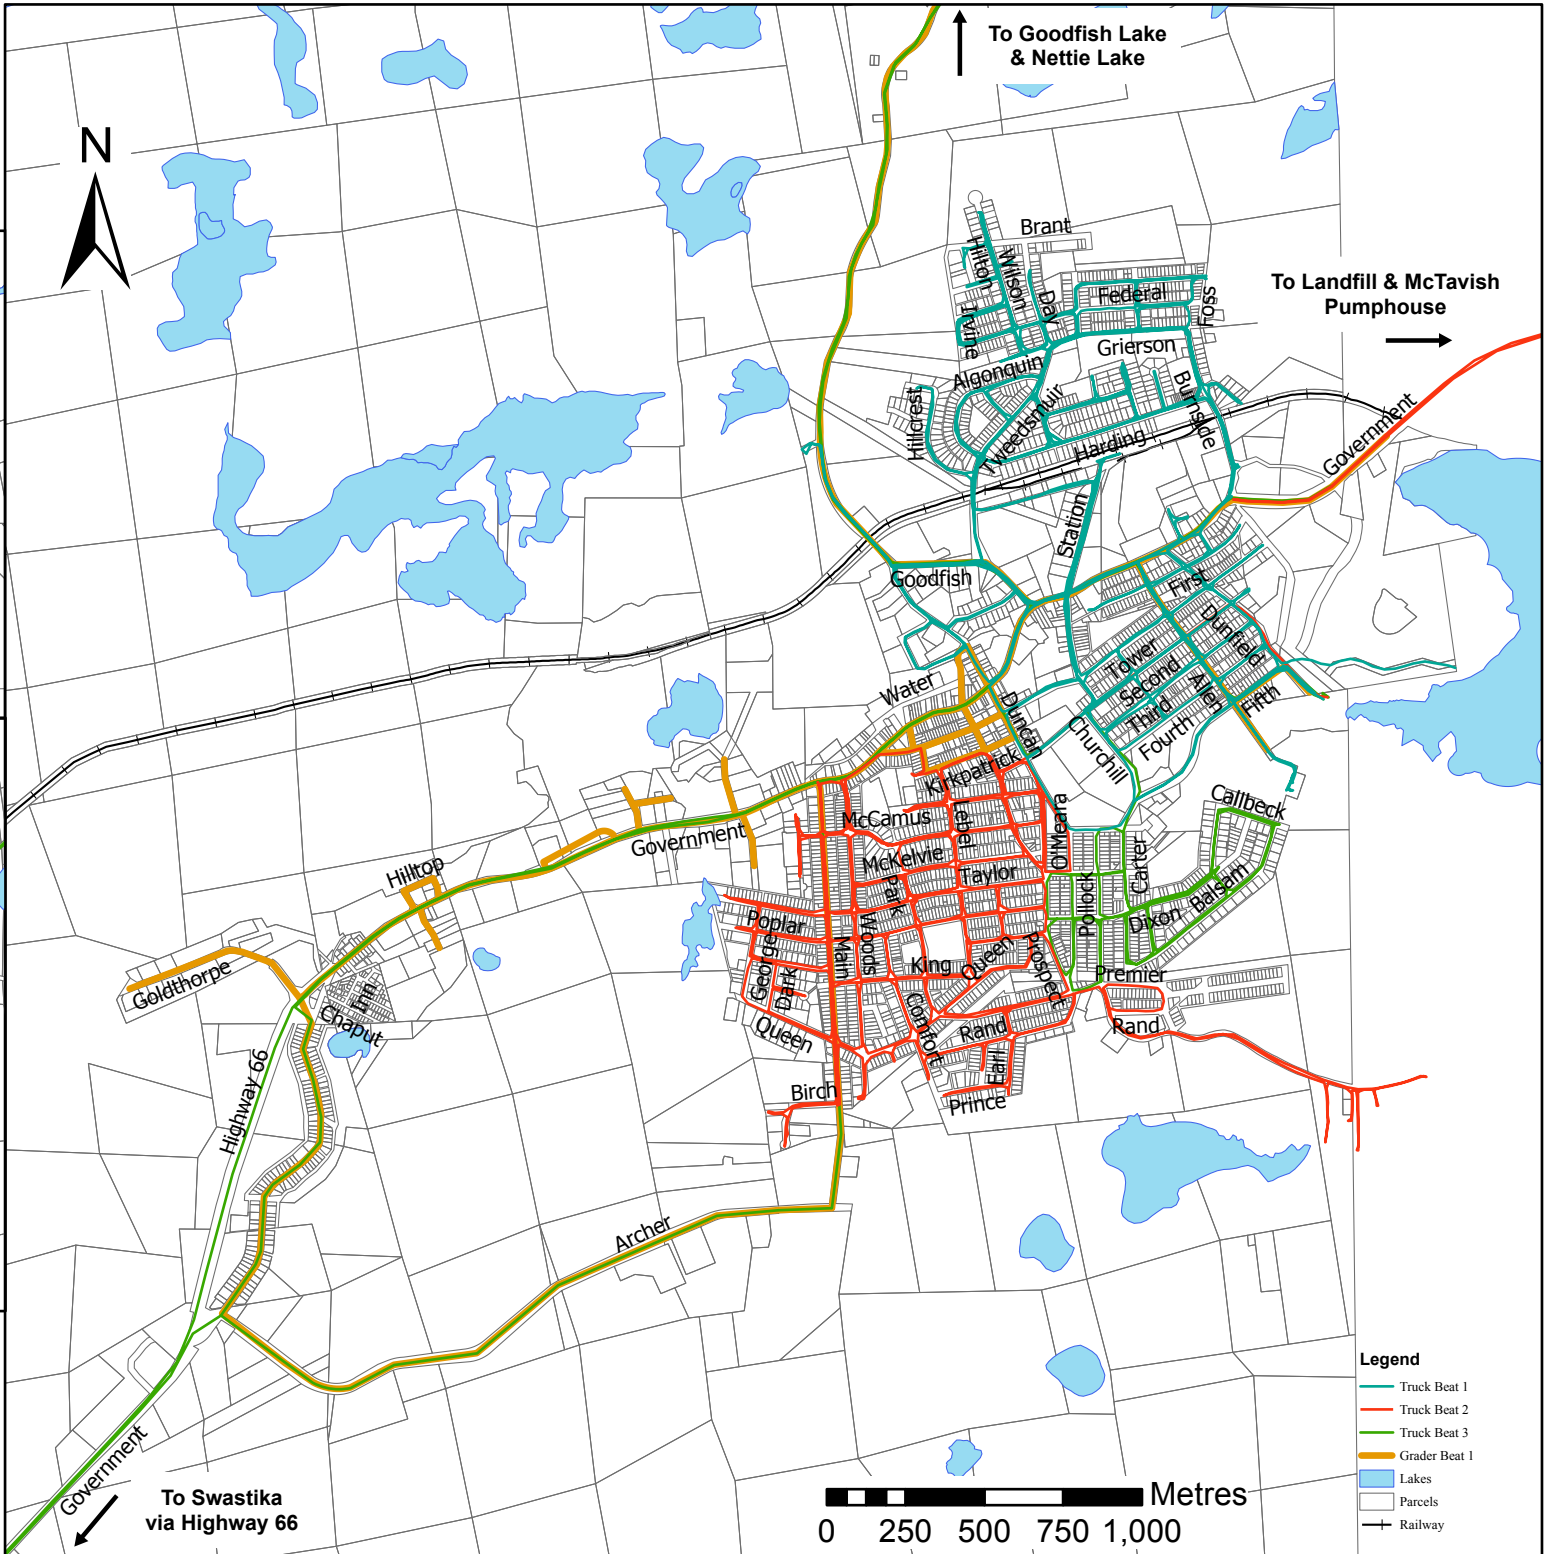 To Goodfish Lake
& Nettie Lake
N
Brant
Hilton
Wilson
Day
Federal
Foss
To Landfill & McTavish
Pumphouse
Irvine
Grierson
Algonquin
Hillcrest
Tweedsmuir
Burnside
Harding
Government
Station
Goodfish
First
Dunfield
Tower
Second
Allen
Third
Fifth
Fourth
Water
Duncan
Churchill
Kirkpatrick
Callbeck
McCamus
Lebel
O'Meara
Government
McKelvie
Carter
Hilltop
Taylor
Park
Pollock
Balsam
Dixon
Poplar
Woods
Main
George
Queen
Prospect
King
Premier
Goldthorpe
Inn
Dark
Chaput
Comfort
Queen
Rand
Rand
Highway 66
Earl
Birch
Prince
Archer
Government
To Swastika
via Highway 66
Metres
0 250 500 750 1,000
Legend
Truck Beat 1
Truck Beat 2
Truck Beat 3
Grader Beat 1
Lakes
Parcels
Railway